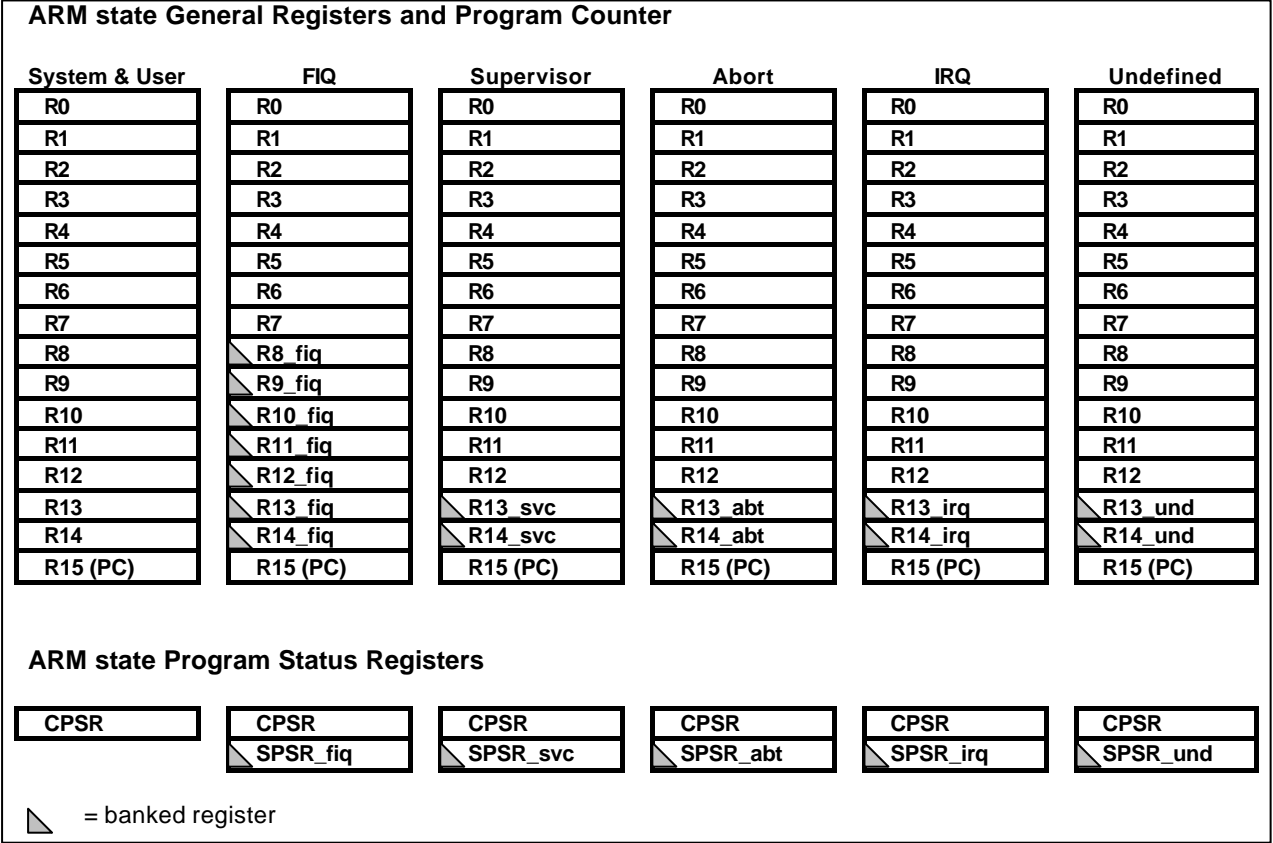 ARM state General Registers and Program Counter
System & User FIQ Supervisor Abort IRQ Undefined
R0 R0 R0 R0 R0 R0
R1 R1 R1 R1 R1 R1
R2 R2 R2 R2 R2 R2
R3 R3 R3 R3 R3 R3
R4 R4 R4 R4 R4 R4
R5 R5 R5 R5 R5 R5
R6 R6 R6 R6 R6 R6
R7 R7 R7 R7 R7 R7
R8 R8_fiq R8 R8 R8 R8
R9 R9_fiq R9 R9 R9 R9
R10 R10_fiq R10 R10 R10 R10
R11 R11_fiq R11 R11 R11 R11
R12 R12_fiq R12 R12 R12 R12
R13 R13_fiq R13_svc R13_abt R13_irq R13_und
R14 R14_fiq R14_svc R14_abt R14_irq R14_und
R15 (PC) R15 (PC) R15 (PC) R15 (PC) R15 (PC) R15 (PC)
ARM state Program Status Registers
CPSR CPSR CPSR CPSR CPSR CPSR
SPSR_fiq SPSR_svc SPSR_abt SPSR_irq SPSR_und
= banked register